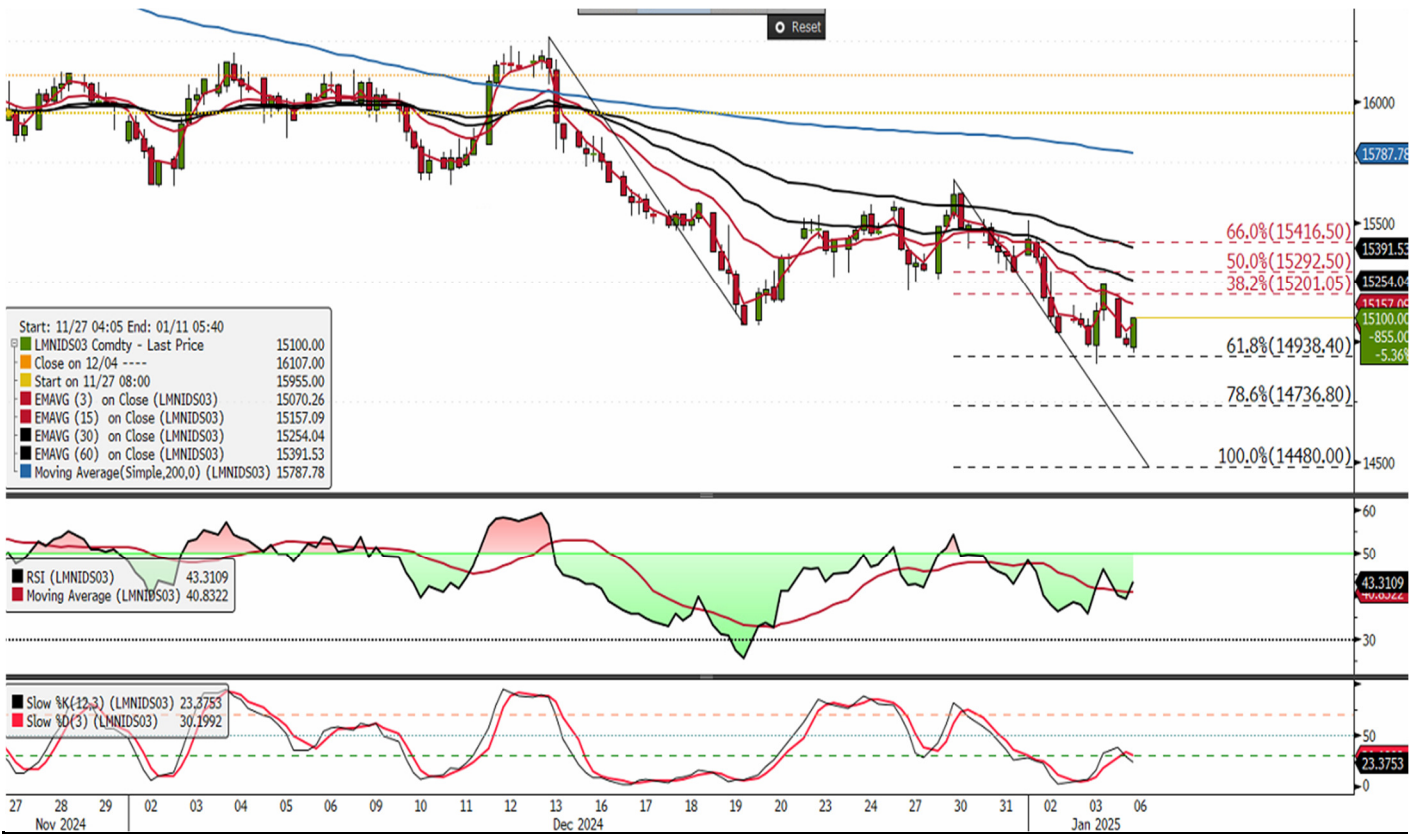 Reset
16000
15787.78
15500
66.0%(15416.50)
15391.53
50.0%(15292.50)
15254.04
38.2%(15201.05)
15157.09
15100.00
-855.00
-5.36%
61.8%(14938.40)
78.6%(14736.80)
100.0%(14480.00)
14500
Start: 11/27 04:05 End: 01/11 05:40
LMNIDS03 Comdty - Last Price 15100.00
Close on 12/04 ---- 16107.00
Start on 11/27 08:00 15955.00
EMAVG (3) on Close (LMNIDS03) 15070.26
EMAVG (15) on Close (LMNIDS03) 15157.09
EMAVG (30) on Close (LMNIDS03) 15254.04
EMAVG (60) on Close (LMNIDS03) 15391.53
Moving Average(Simple,200,0) (LMNIDS03) 15787.78
60
50
43.3109
40.8322
30
RSI (LMNIDS03) 43.3109
Moving Average (LMNIDS03) 40.8322
Slow %K(12,3) (LMNIDS03) 23.3753
Slow %D(3) (LMNIDS03) 30.1992
50
23.3753
0
27 28 29 02 03 04 05 06 09 10 11 12 13 16 17 18 19 20 23 24 27 30 31 02 03 06
Nov 2024 Dec 2024 Jan 2025